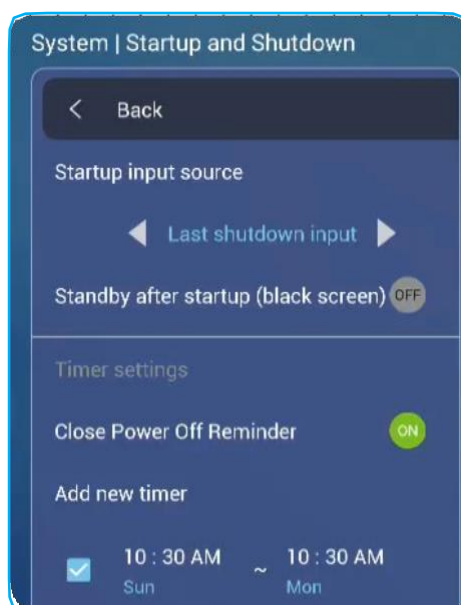 System | Startup and Shutdown
Back
Startup input source
Last shutdown input
Standby after startup (black screen) OFF
Timer settings
Close Power Off Reminder ON
Add new timer
10 : 30 AM ~ 10 : 30 AM
Sun Mon